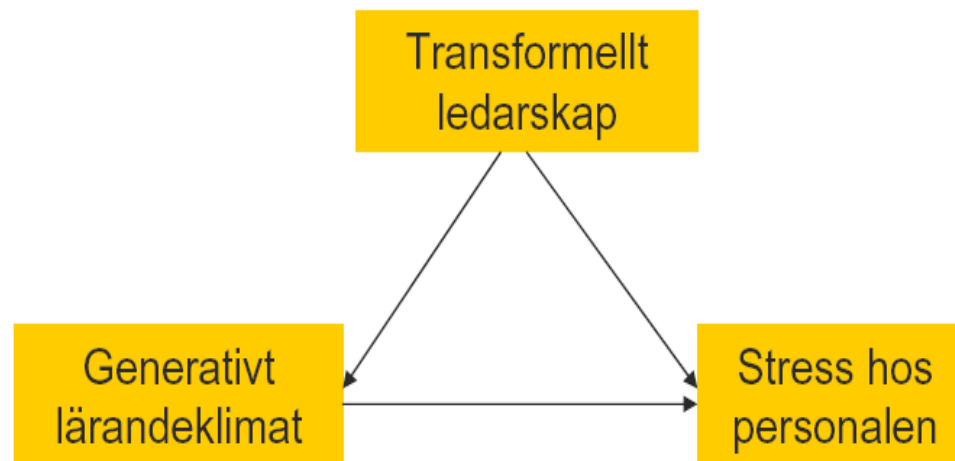 Transformellt
ledarskap
Generativt
lärandeklimat
Stress hos
personalen